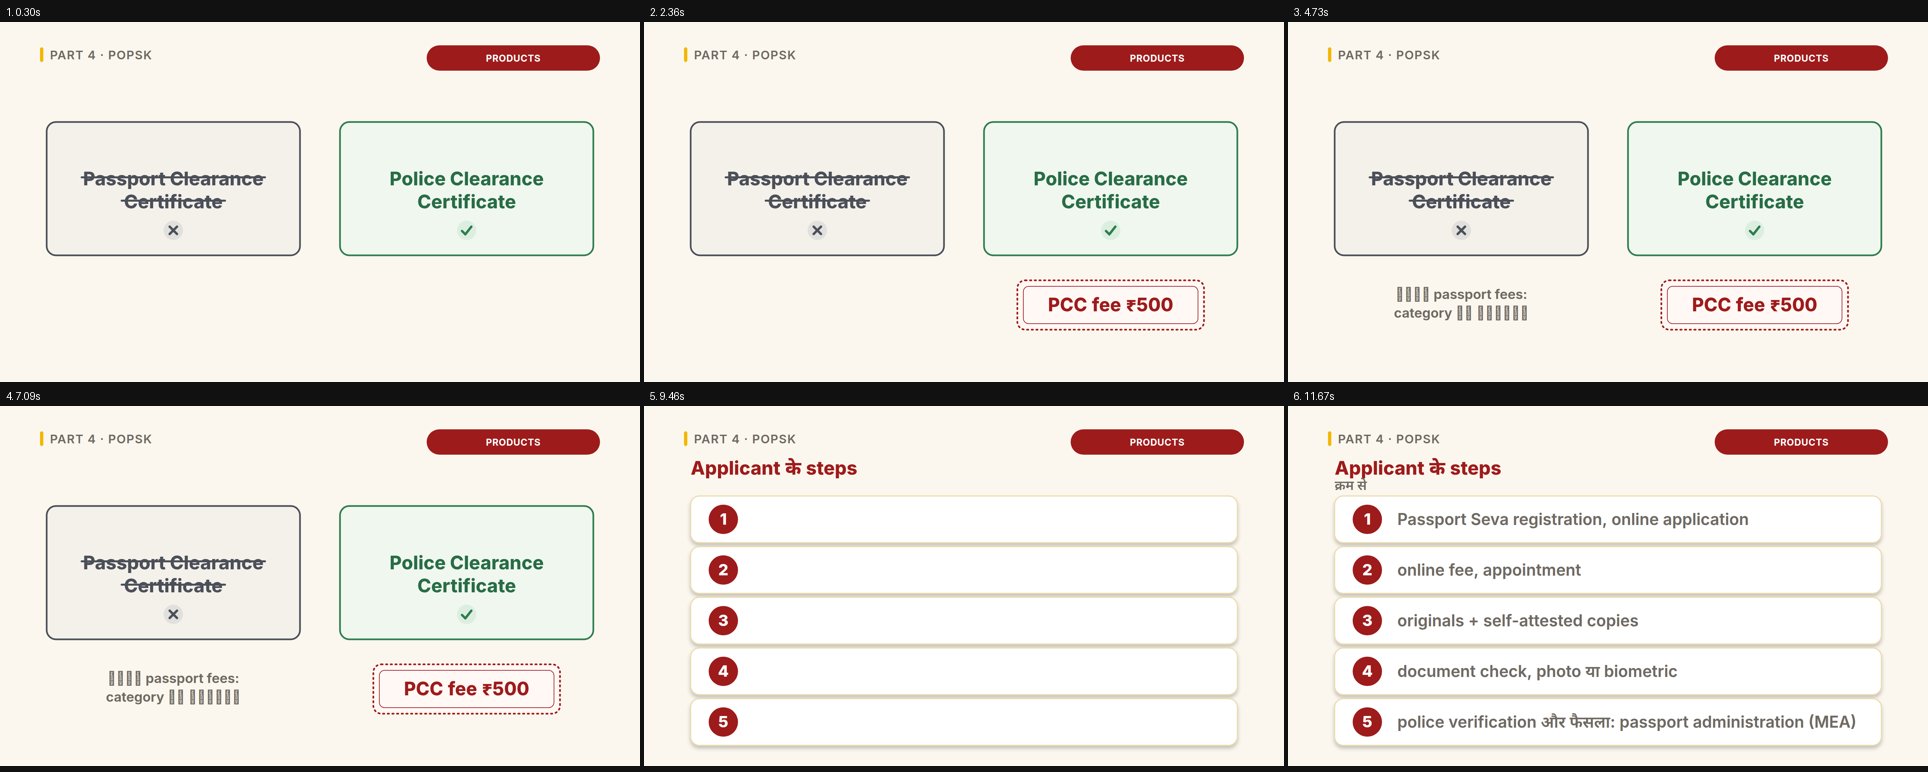 1. 0.30s
PART 4 · POPSK
PRODUCTS
Passport Clearance
Certificate
Police Clearance
Certificate
2. 2.36s
PART 4 · POPSK
PRODUCTS
Passport Clearance
Certificate
Police Clearance
Certificate
PCC fee ₹500
3. 4.73s
PART 4 · POPSK
PRODUCTS
Passport Clearance
Certificate
Police Clearance
Certificate
passport fees:
category
PCC fee ₹500
4. 7.09s
PART 4 · POPSK
PRODUCTS
Passport Clearance
Certificate
Police Clearance
Certificate
passport fees:
category
PCC fee ₹500
5. 9.46s
PART 4 · POPSK
PRODUCTS
Applicant के steps
1
2
3
4
5
6. 11.67s
PART 4 · POPSK
PRODUCTS
Applicant के steps
क्रम से
1 Passport Seva registration, online application
2 online fee, appointment
3 originals + self-attested copies
4 document check, photo या biometric
5 police verification और फैसला: passport administration (MEA)